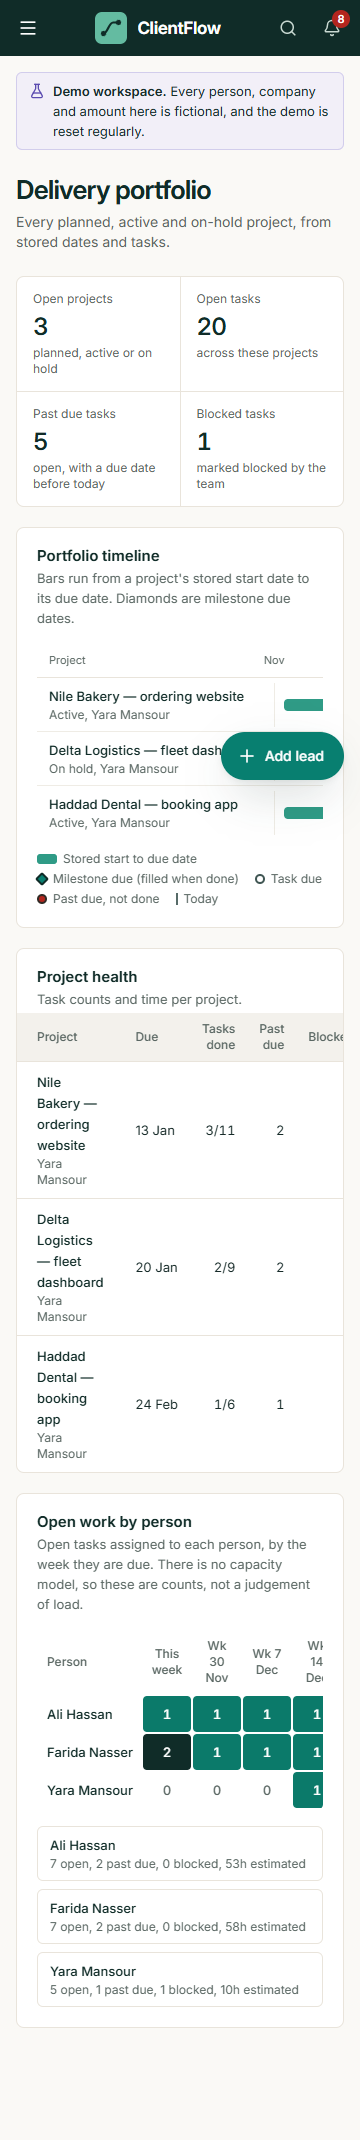 ClientFlow
8
Demo workspace. Every person, company
and amount here is fictional, and the demo is
reset regularly.
Delivery portfolio
Every planned, active and on-hold project, from
stored dates and tasks.
Open projects
3
planned, active or on
hold
Open tasks
20
across these projects
Past due tasks
5
open, with a due date
before today
Blocked tasks
1
marked blocked by the
team
Portfolio timeline
Bars run from a project's stored start date to
its due date. Diamonds are milestone due
dates.
Project Nov
Nile Bakery — ordering website
Active, Yara Mansour
Delta Logistics — fleet dash
On hold, Yara Mansour
Add lead
Haddad Dental — booking app
Active, Yara Mansour
Stored start to due date
Milestone due (filled when done) Task due
Past due, not done Today
Project health
Task counts and time per project.
Project Due Tasks done Past due Blocke
Nile
Bakery —
ordering
website
Yara
Mansour
13 Jan 3/11 2
Delta
Logistics
— fleet
dashboard
Yara
Mansour
20 Jan 2/9 2
Haddad
Dental —
booking
app
Yara
Mansour
24 Feb 1/6 1
Open work by person
Open tasks assigned to each person, by the
week they are due. There is no capacity
model, so these are counts, not a judgement
of load.
Person This week Wk 30 Nov Wk 7 Dec Wk 14 Dec
Ali Hassan 1 1 1 1
Farida Nasser 2 1 1 1
Yara Mansour 0 0 0 1
Ali Hassan
7 open, 2 past due, 0 blocked, 53h estimated
Farida Nasser
7 open, 2 past due, 0 blocked, 58h estimated
Yara Mansour
5 open, 1 past due, 1 blocked, 10h estimated